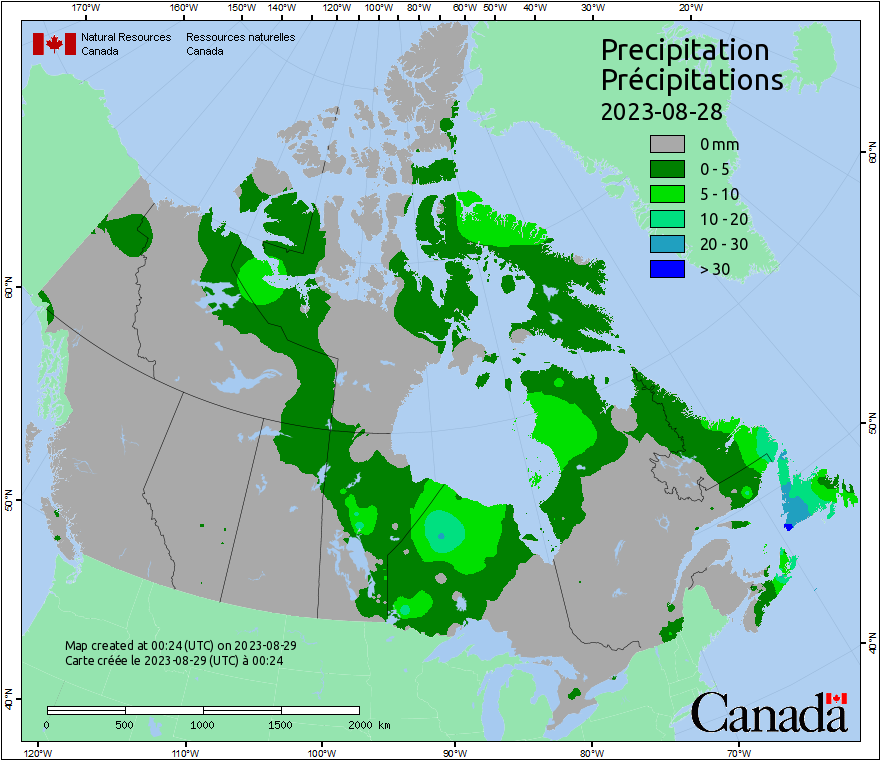 170°W 160°W 150°W 140°W 120°W 100°W 80°W 60°W 50°W 40°W 30°W 20°W
Natural Resources Ressources naturelles
Canada Canada
Precipitation
Précipitations
2023-08-28
0 mm
0 - 5
5 - 10
10 - 20
20 - 30
> 30
60°N
60°N
50°N
50°N
40°N
40°N
Map created at 00:24 (UTC) on 2023-08-29
Carte créée le 2023-08-29 (UTC) à 00:24
0 500 1000 1500 2000 km
Canada
120°W 110°W 100°W 90°W 80°W 70°W